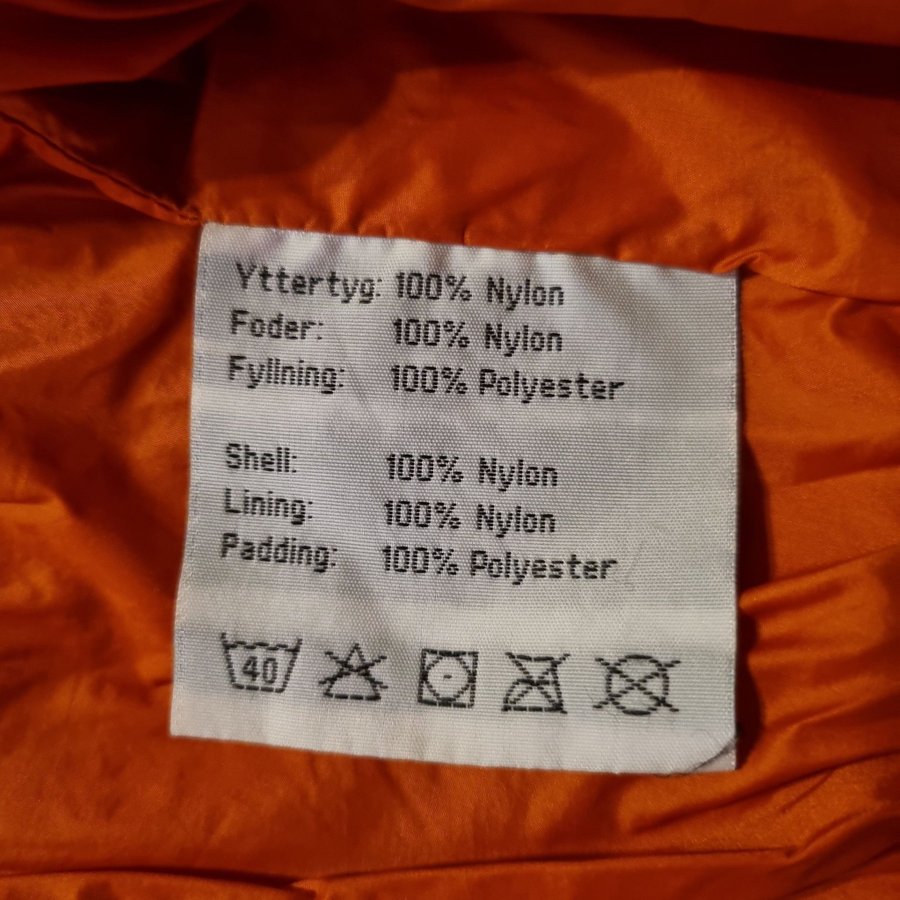 Yttertyg: 100% Nylon
Foder: 100% Nylon
Fyllning: 100% Polyester
Shell: 100% Nylon
Lining: 100% Nylon
Padding: 100% Polyester
40